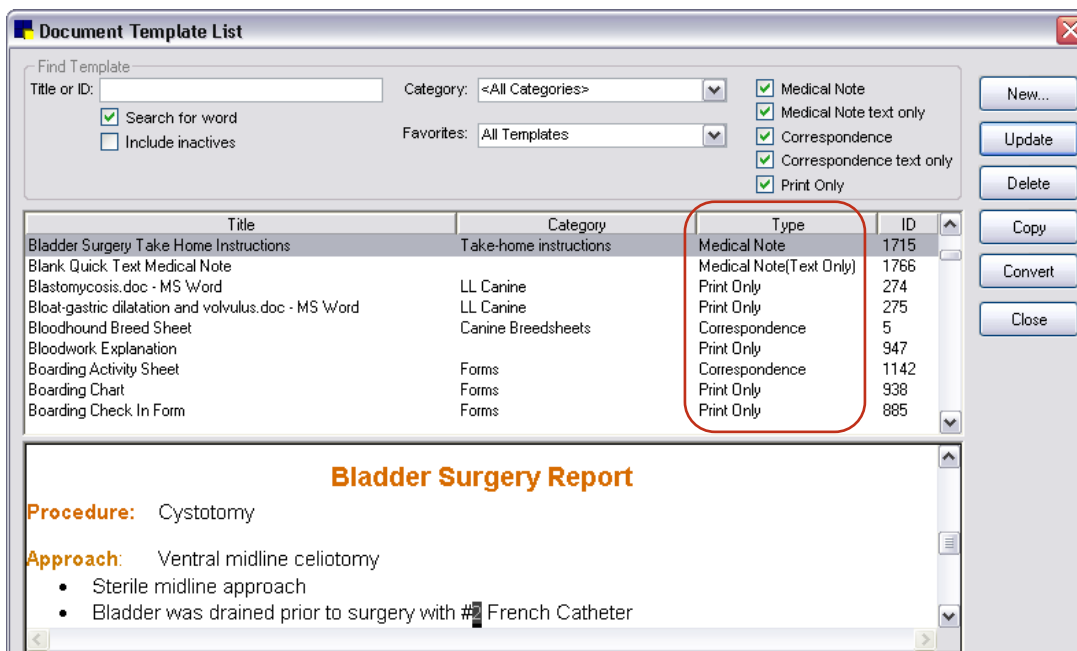 Document Template List
Find Template
Title or ID:
Search for word
Include inactives
Category: <All Categories>
Favorites: All Templates
Medical Note
Medical Note text only
Correspondence
Correspondence text only
Print Only
New...
Update
Delete
Copy
Convert
Close
Title Category Type ID
Bladder Surgery Take Home Instructions Take-home instructions Medical Note 1715
Blank Quick Text Medical Note Medical Note(Text Only) 1766
Blastomycosis.doc - MS Word LL Canine Print Only 274
Bloat-gastric dilatation and volvulus.doc - MS Word LL Canine Print Only 275
Bloodhound Breed Sheet Canine Breedsheets Correspondence 5
Bloodwork Explanation Print Only 947
Boarding Activity Sheet Forms Correspondence 1142
Boarding Chart Forms Print Only 938
Boarding Check In Form Forms Print Only 885
Bladder Surgery Report
Procedure: Cystotomy
Approach: Ventral midline celiotomy
• Sterile midline approach
• Bladder was drained prior to surgery with #2 French Catheter